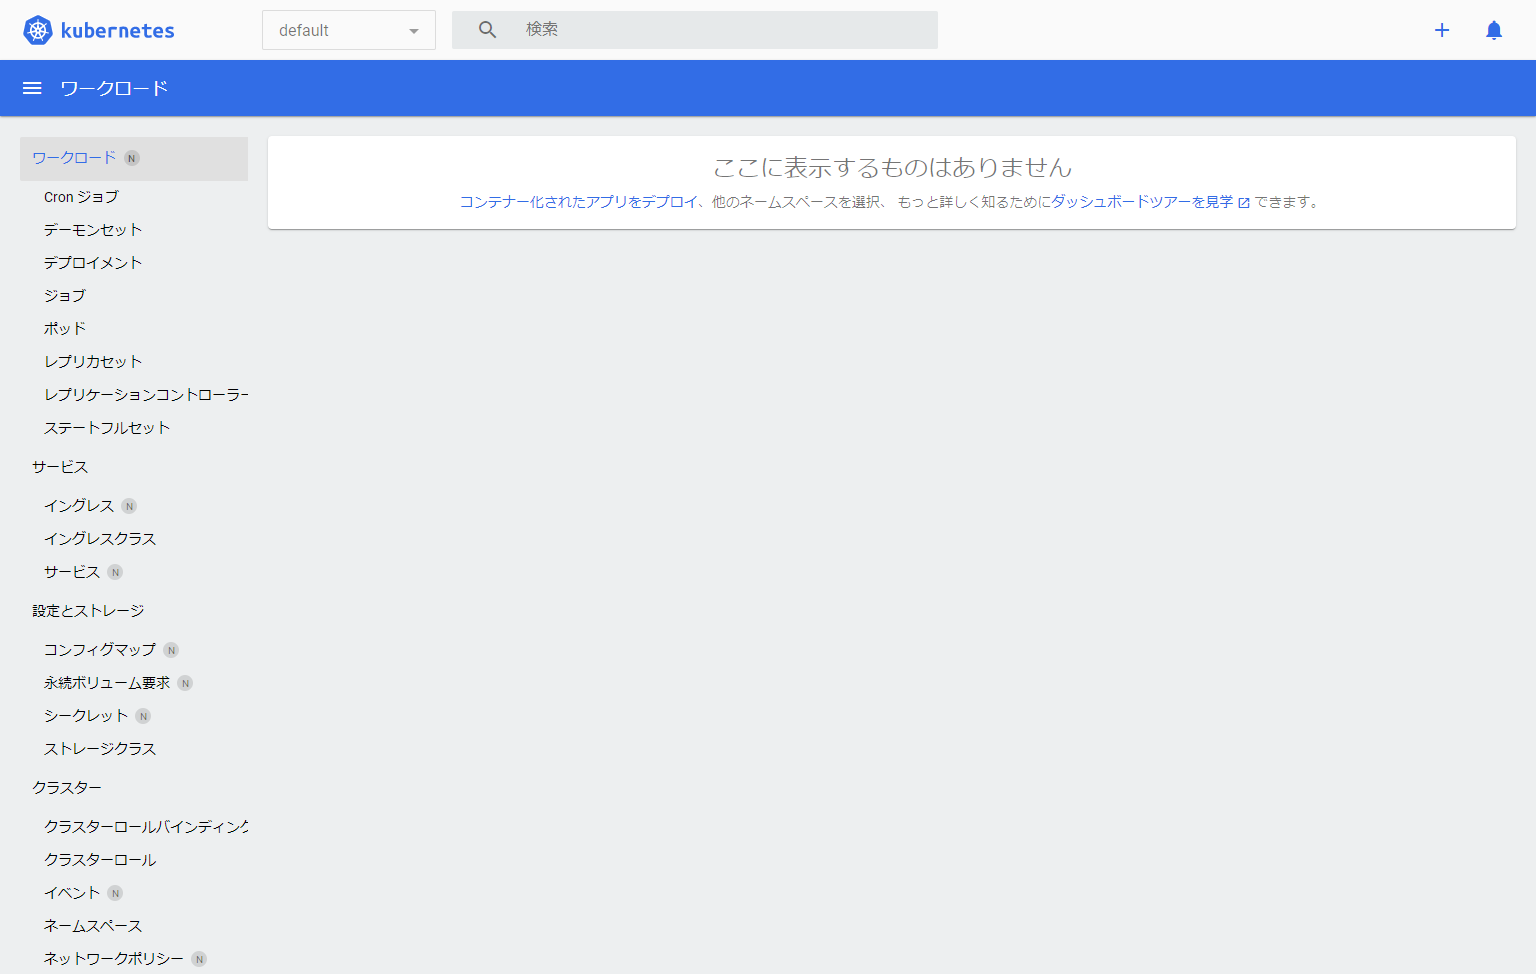 kubernetes
default
検索
ワークロード
ワークロード N
Cron ジョブ
デーモンセット
デプロイメント
ジョブ
ポッド
レプリカセット
レプリケーションコントローラー
ステートフルセット
サービス
イングレス N
イングレスクラス
サービス N
設定とストレージ
コンフィグマップ N
永続ボリューム要求 N
シークレット N
ストレージクラス
クラスター
クラスターロールバインディング
クラスターロール
イベント N
ネームスペース
ネットワークポリシー N
ここに表示するものはありません
コンテナー化されたアプリをデプロイ、他のネームスペースを選択、 もっと詳しく知るためにダッシュボードツアーを見学 できます。